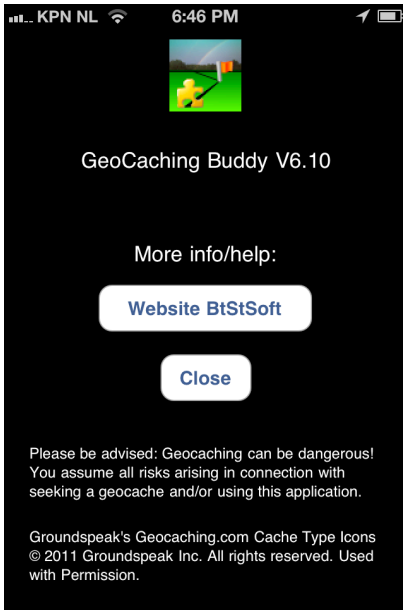 KPN NL 6:46 PM
GeoCaching Buddy V6.10
More info/help:
Website BtStSoft
Close
Please be advised: Geocaching can be dangerous!
You assume all risks arising in connection with
seeking a geocache and/or using this application.
Groundspeak's Geocaching.com Cache Type Icons
© 2011 Groundspeak Inc. All rights reserved. Used
with Permission.